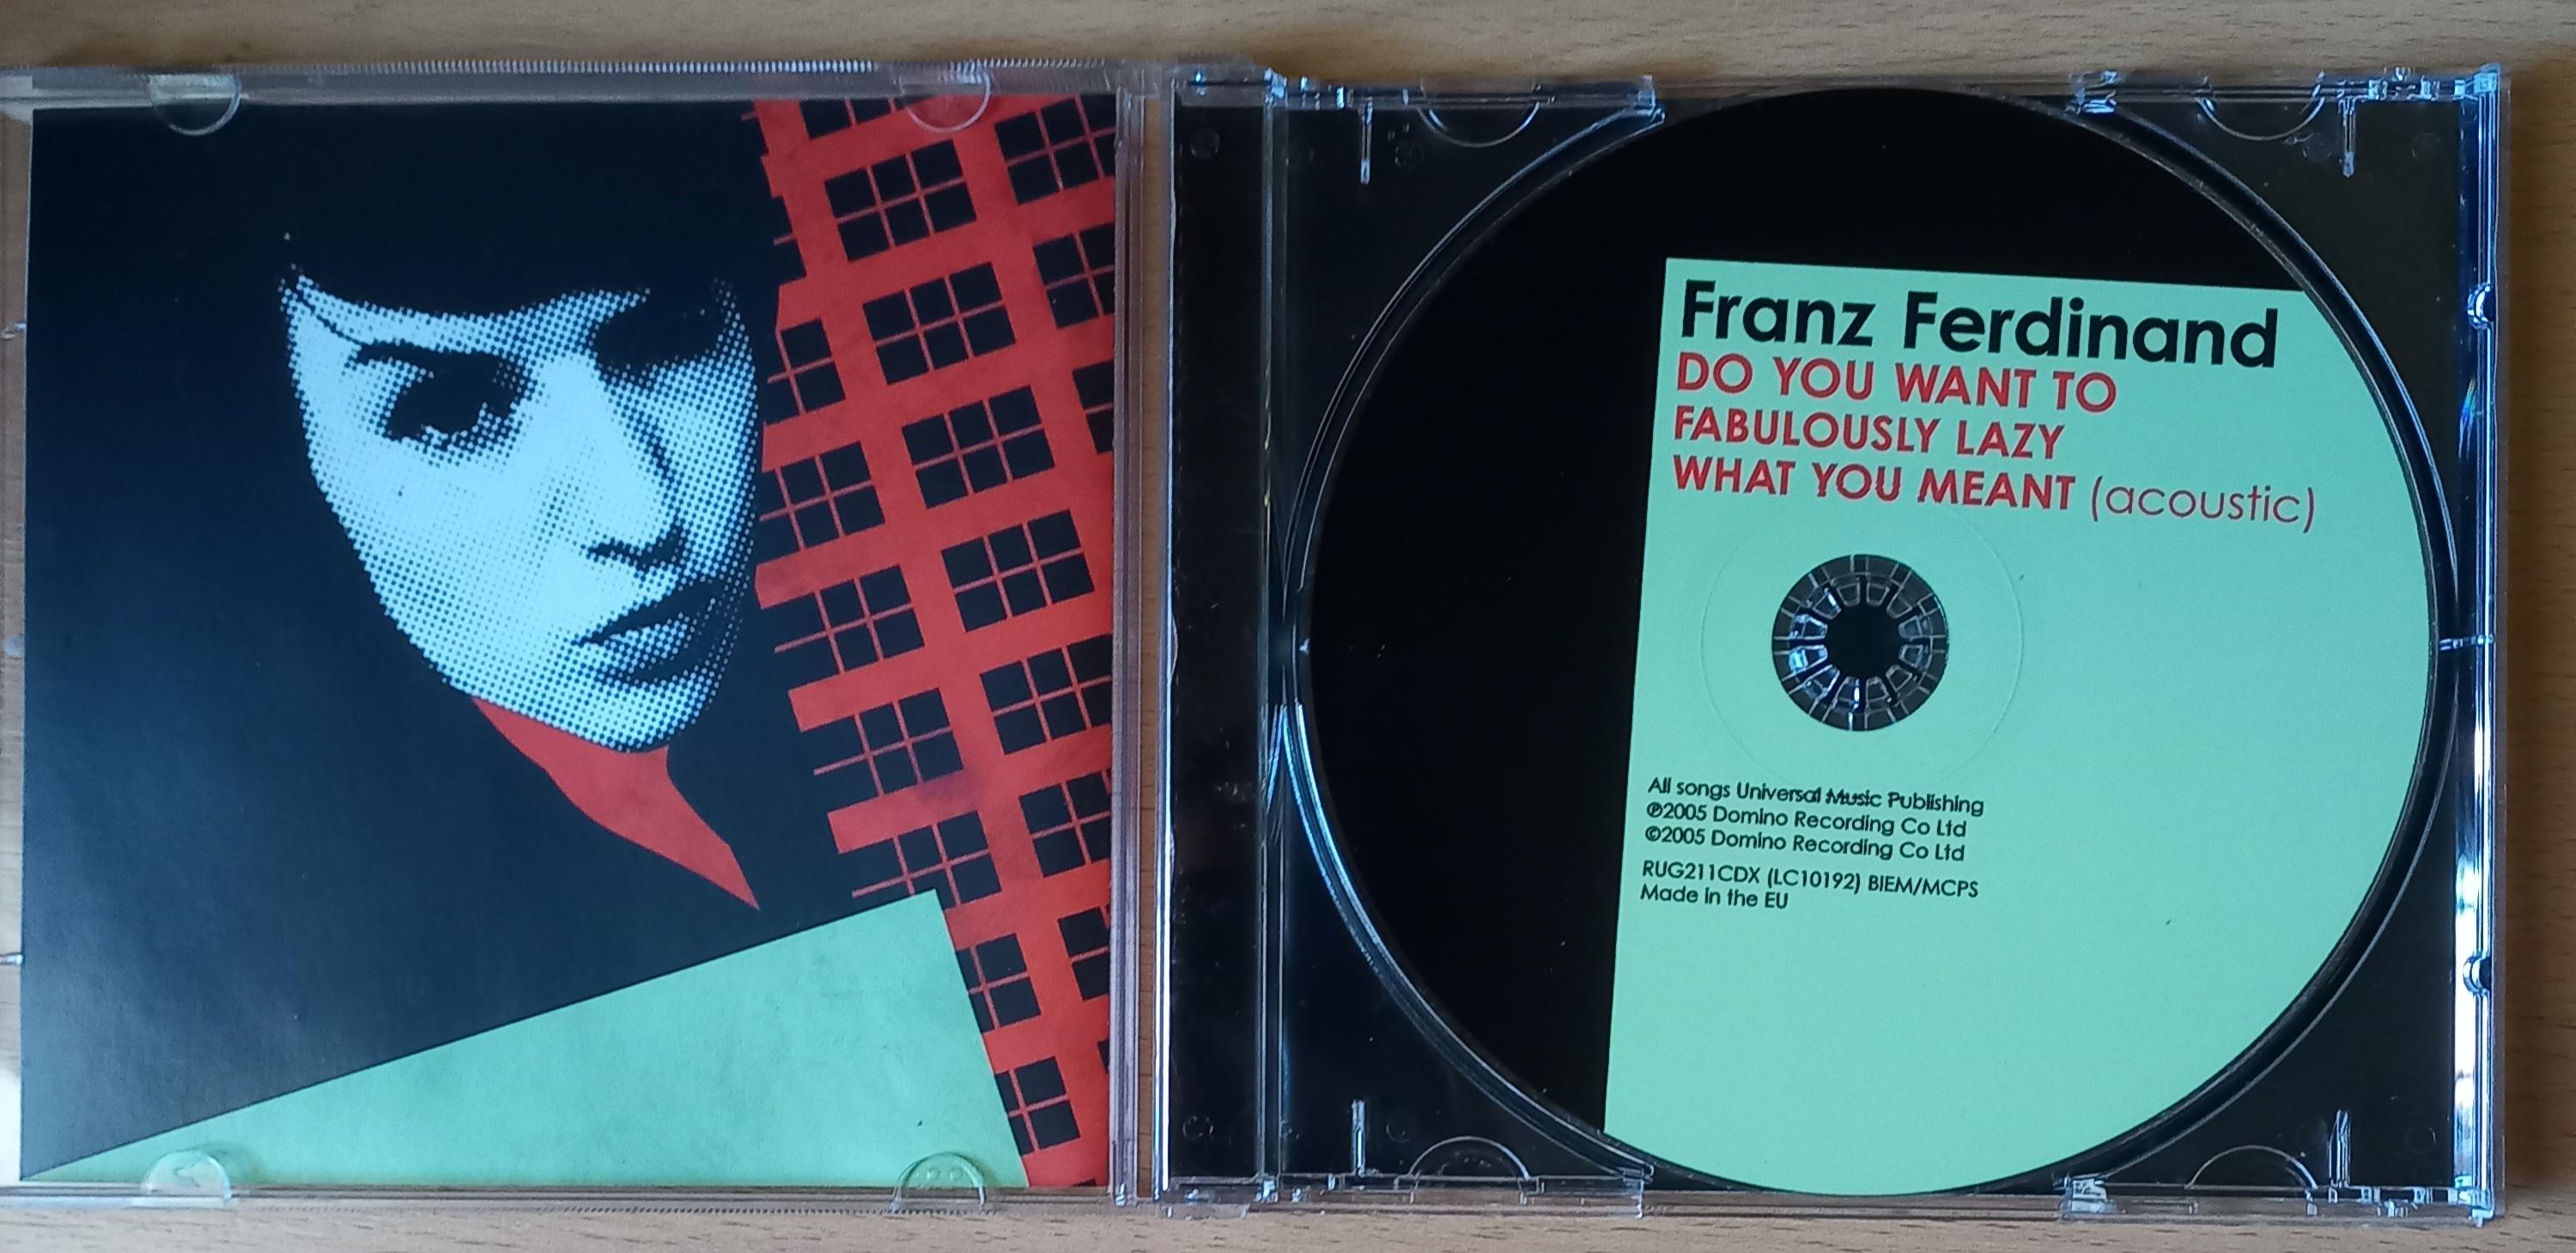 Franz Ferdinand
DO YOU WANT TO
FABULOUSLY LAZY
WHAT YOU MEANT (acoustic)
All songs Universal Music Publishing
℗2005 Domino Recording Co Ltd
©2005 Domino Recording Co Ltd
RUG211CDX (LC10192) BIEM/MCPS
Made in the EU